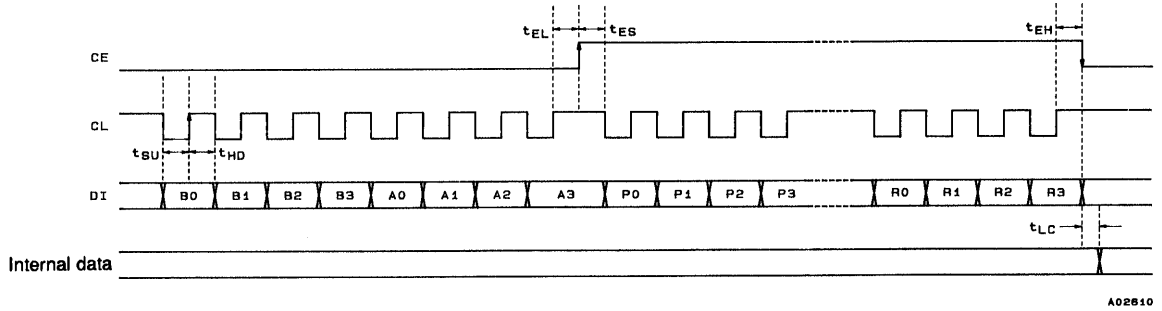 tEL tES tEH
CE
CL
tSU tHD
DI B0 B1 B2 B3 A0 A1 A2 A3 P0 P1 P2 P3 R0 R1 R2 R3
tLC
Internal data
A02610